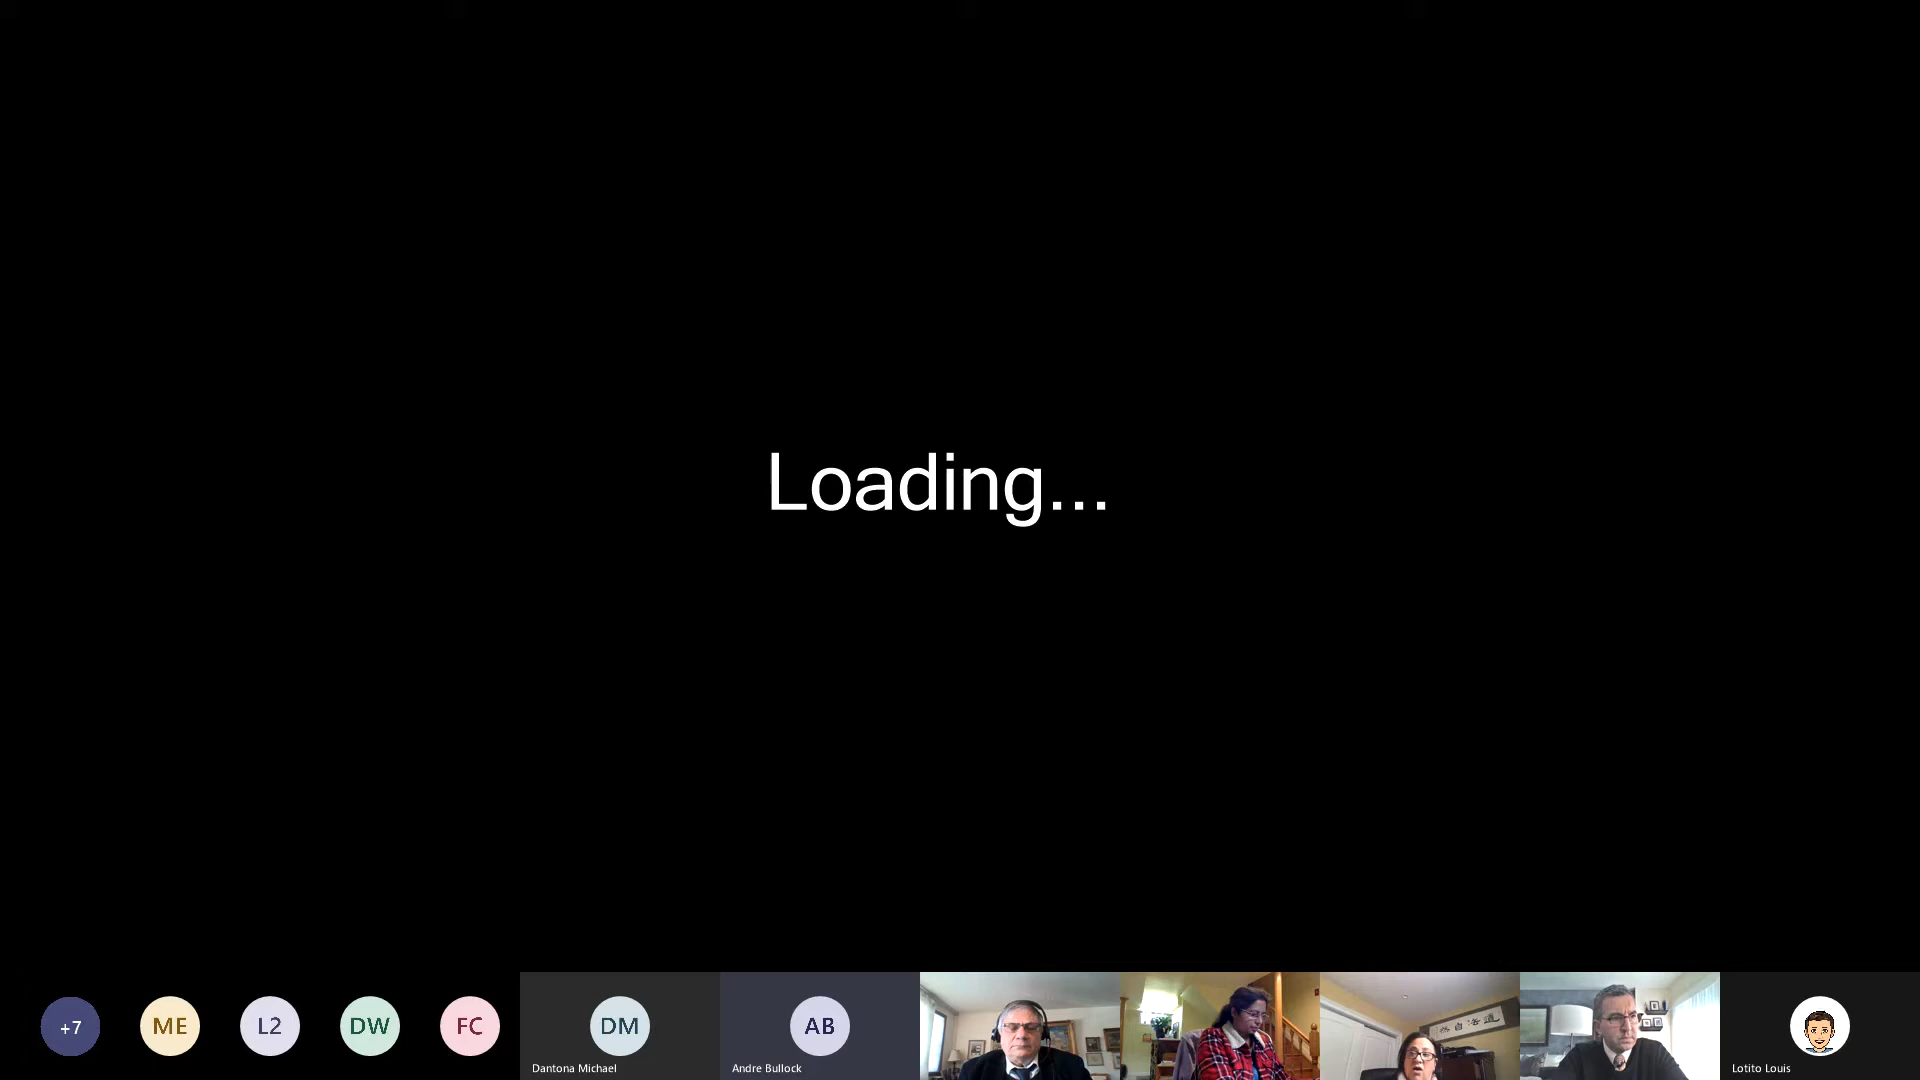 Loading...
+7
ME
L2
DW
FC
DM
Dantona Michael
AB
Andre Bullock
Lotito Louis